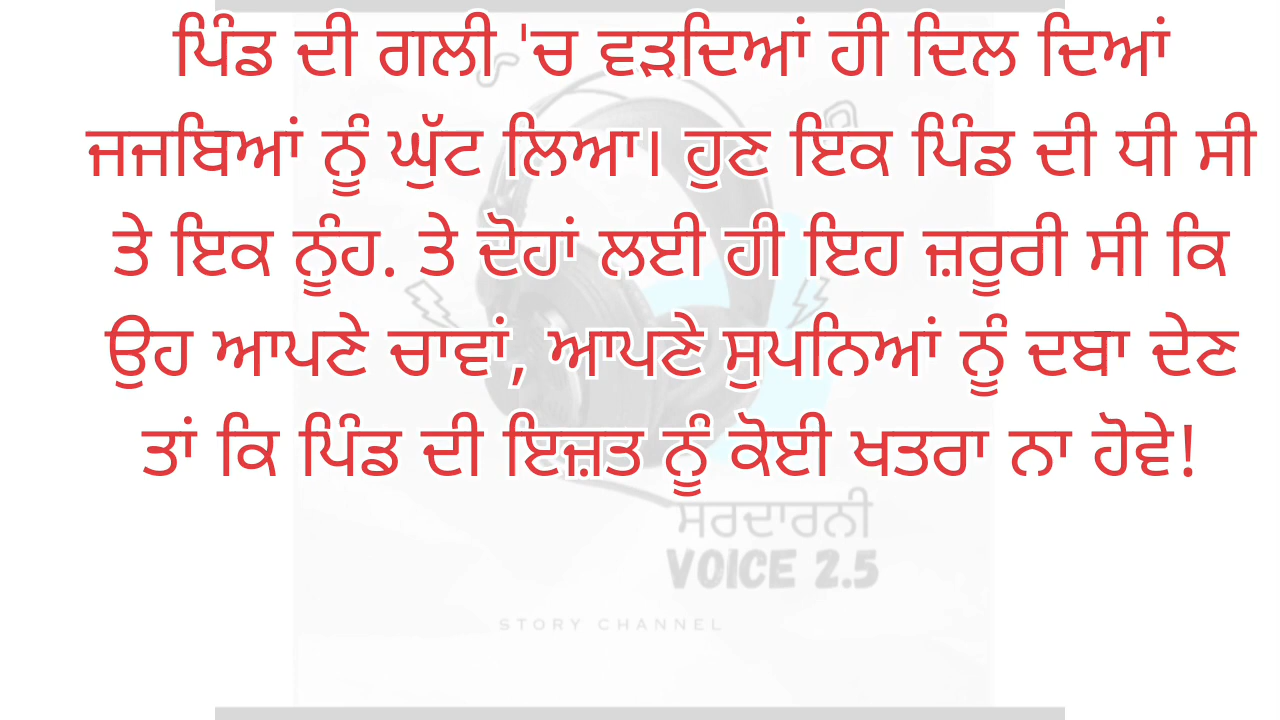 ਪਿੰਡ ਦੀ ਗਲੀ 'ਚ ਵੜਦਿਆਂ ਹੀ ਦਿਲ ਦਿਆਂ
ਜਜਬਿਆਂ ਨੂੰ ਘੁੱਟ ਲਿਆ। ਹੁਣ ਇਕ ਪਿੰਡ ਦੀ ਧੀ ਸੀ
ਤੇ ਇਕ ਨੂੰਹ. ਤੇ ਦੋਹਾਂ ਲਈ ਹੀ ਇਹ ਜ਼ਰੂਰੀ ਸੀ ਕਿ
ਉਹ ਆਪਣੇ ਚਾਵਾਂ, ਆਪਣੇ ਸੁਪਨਿਆਂ ਨੂੰ ਦਬਾ ਦੇਣ
ਤਾਂ ਕਿ ਪਿੰਡ ਦੀ ਇਜ਼ਤ ਨੂੰ ਕੋਈ ਖਤਰਾ ਨਾ ਹੋਵੇ!
ਸਰਦਾਰਨੀ
VOICE 2.5
STORY CHANNEL